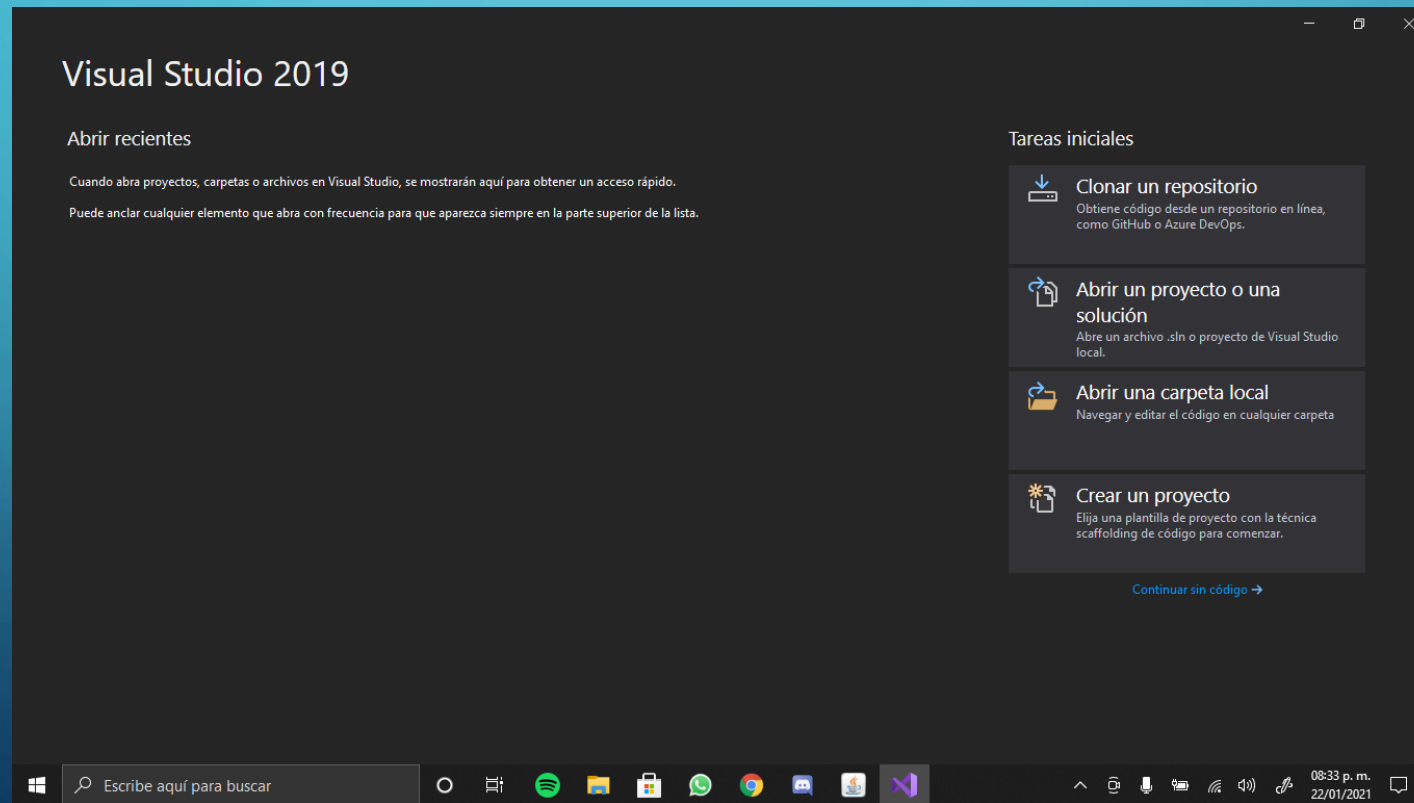 Visual Studio 2019
Abrir recientes
Cuando abra proyectos, carpetas o archivos en Visual Studio, se mostrarán aquí para obtener un acceso rápido.
Puede anclar cualquier elemento que abra con frecuencia para que aparezca siempre en la parte superior de la lista.
Tareas iniciales
Clonar un repositorio
Obtiene código desde un repositorio en línea,
como GitHub o Azure DevOps.
Abrir un proyecto o una
solución
Abre un archivo .sln o proyecto de Visual Studio
local.
Abrir una carpeta local
Navegar y editar el código en cualquier carpeta
Crear un proyecto
Elija una plantilla de proyecto con la técnica
scaffolding de código para comenzar.
Continuar sin código →
Escribe aquí para buscar
08:33 p. m.
22/01/2021